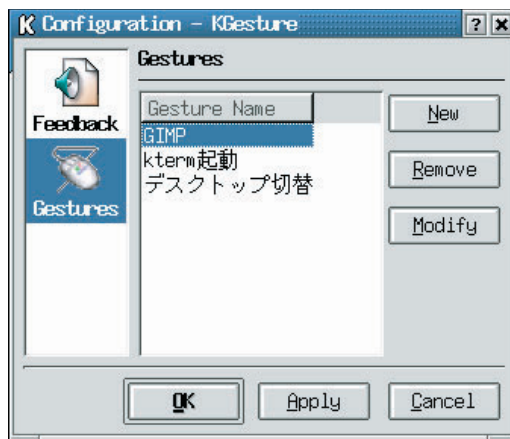 Configuration - KGesture
Gestures
Feedback
Gestures
Gesture Name
GIMP
kterm起動
デスクトップ切替
New
Remove
Modify
OK
Apply
Cancel